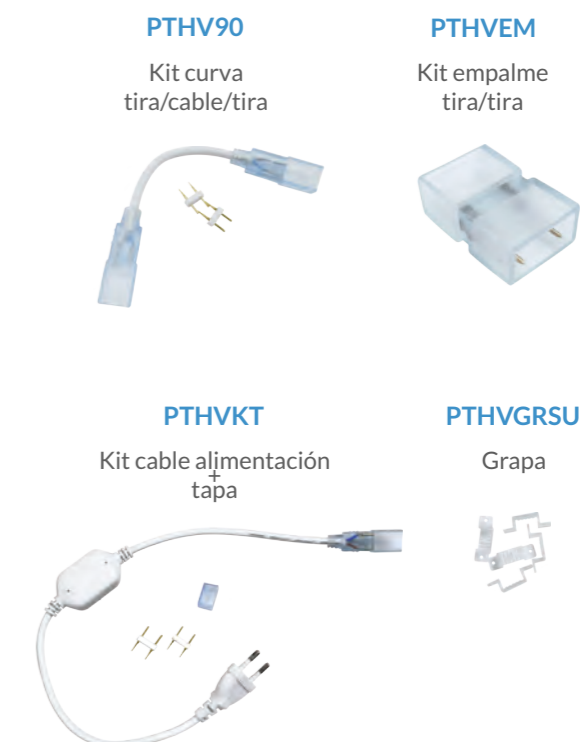 PTHV90
Kit curva
tira/cable/tira
PTHVEM
Kit empalme
tira/tira
PTHVKT
Kit cable alimentación
+
tapa
PTHVGRSU
Grapa